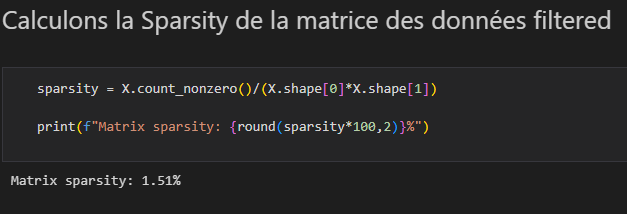 Calculons la Sparsity de la matrice des données filtered
sparsity = X.count_nonzero()/(X.shape[0]*X.shape[1])
print(f"Matrix sparsity: {round(sparsity*100,2)}%")
Matrix sparsity: 1.51%